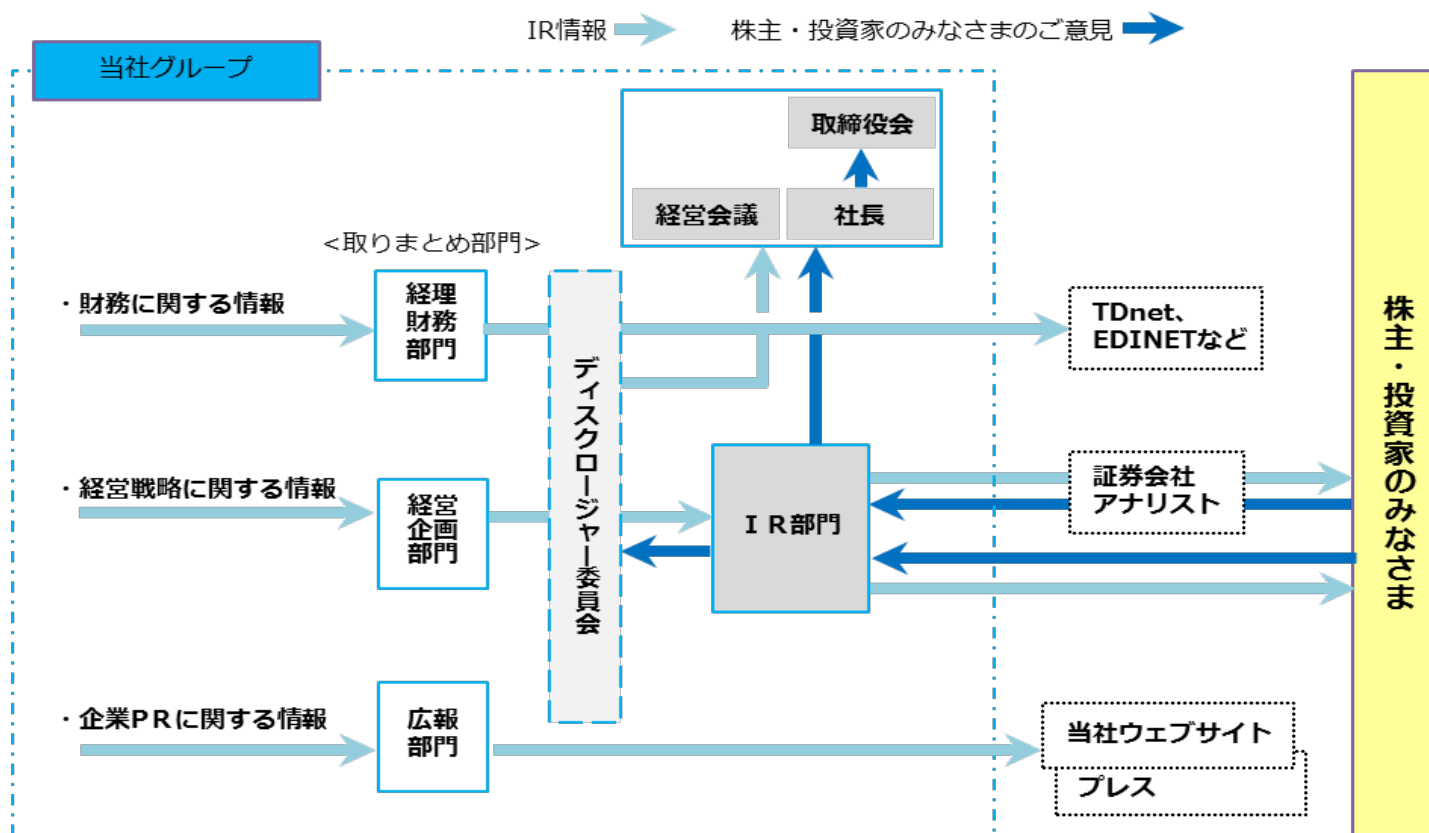 IR情報
株主・投資家のみなさまのご意見
当社グループ
取締役会
経営会議
社長
<取りまとめ部門>
・財務に関する情報
経理
財務
部門
TDnet、
EDINETなど
ディスクロージャー委員会
・経営戦略に関する情報
経営
企画
部門
ＩＲ部門
証券会社
アナリスト
株主・投資家のみなさま
・企業PRに関する情報
広報
部門
当社ウェブサイト
プレス